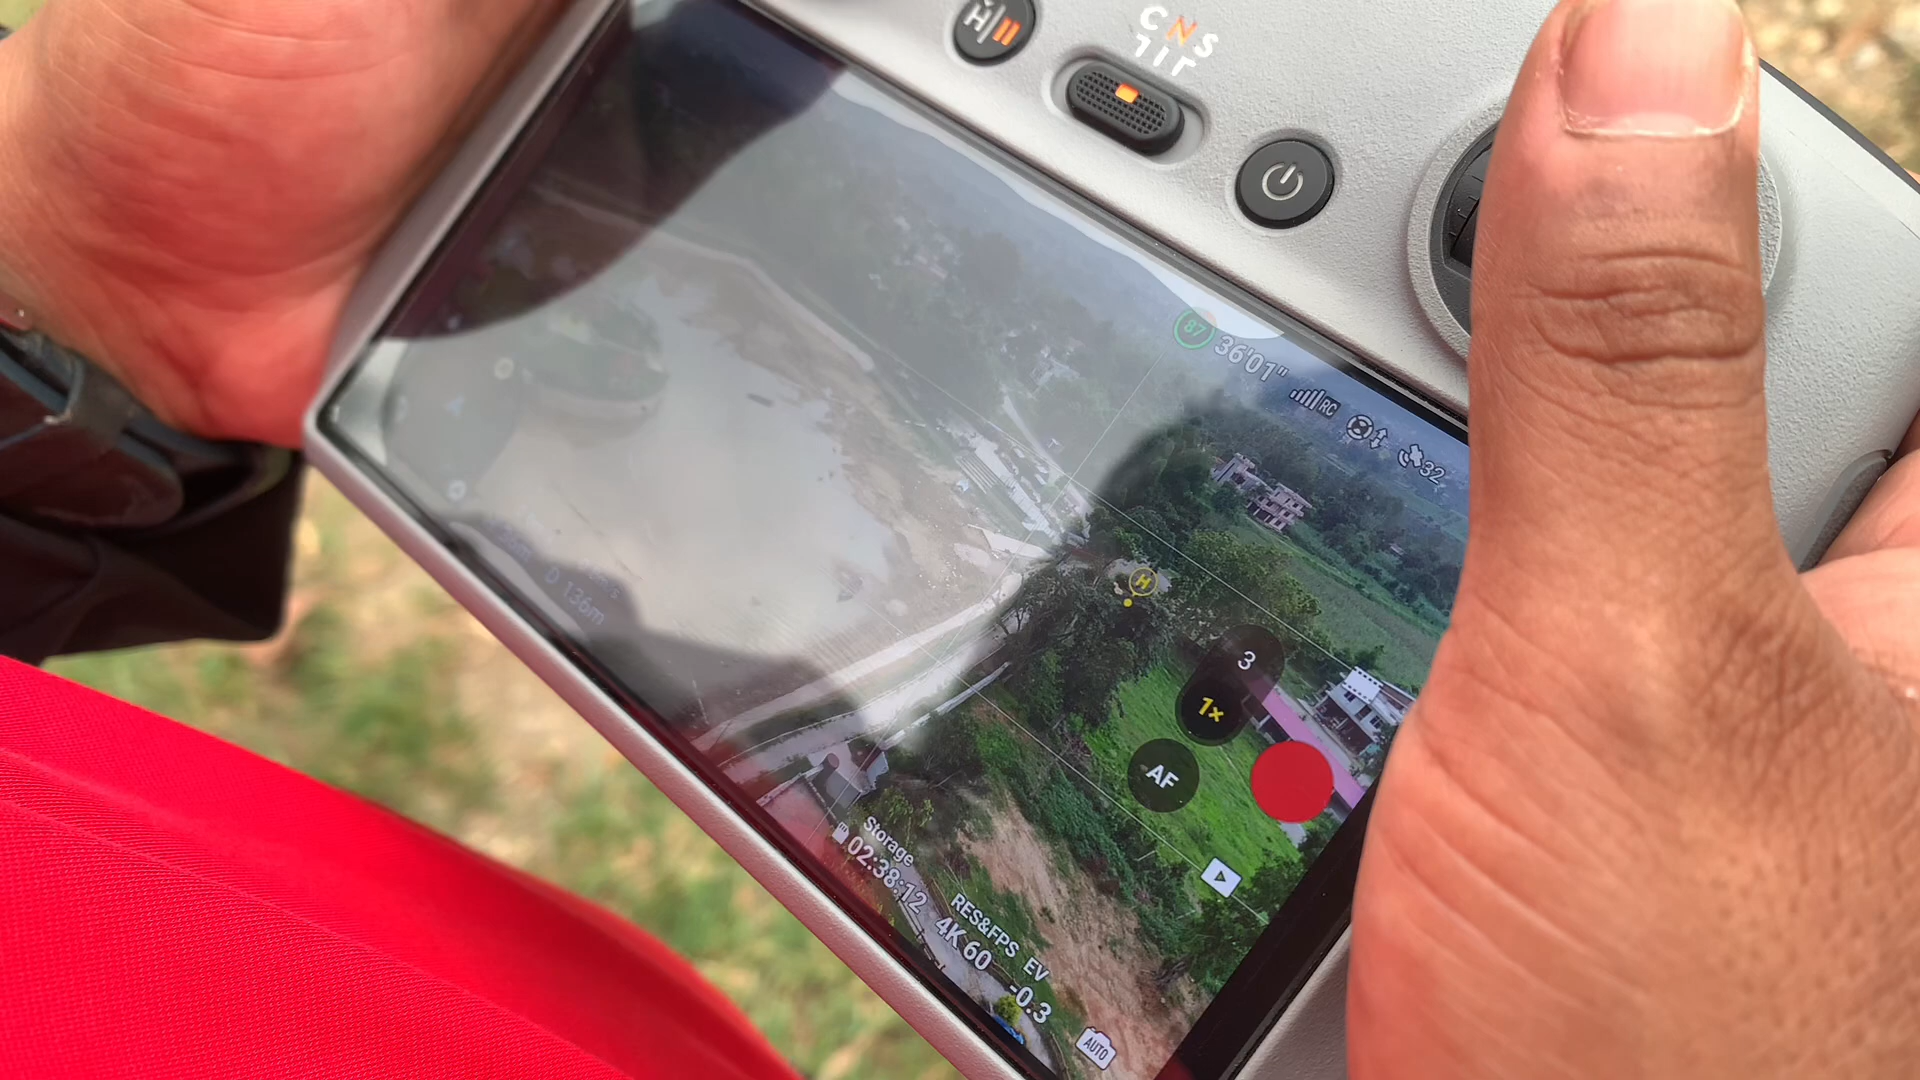 H
C N S
87 36'01" RC 32
H
D 136m
3
1x
AF
Storage
02:38:12
RES&FPS
4K 60
EV
-0.3
AUTO